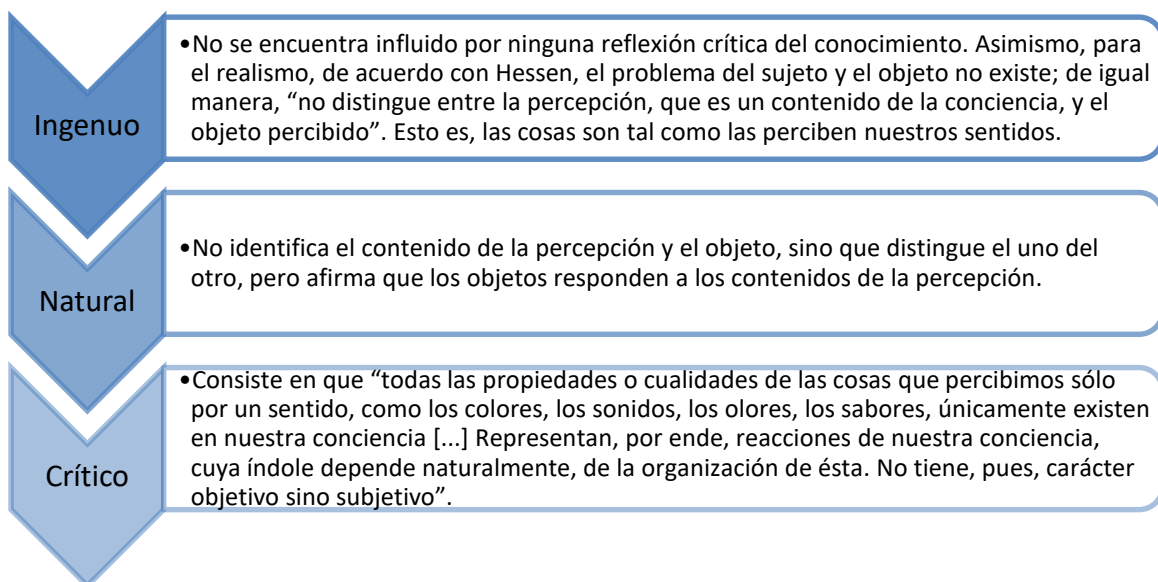 Ingenuo
•No se encuentra influido por ninguna reflexión crítica del conocimiento. Asimismo, para
el realismo, de acuerdo con Hessen, el problema del sujeto y el objeto no existe; de igual
manera, “no distingue entre la percepción, que es un contenido de la conciencia, y el
objeto percibido”. Esto es, las cosas son tal como las perciben nuestros sentidos.
Natural
•No identifica el contenido de la percepción y el objeto, sino que distingue el uno del
otro, pero afirma que los objetos responden a los contenidos de la percepción.
Crítico
•Consiste en que “todas las propiedades o cualidades de las cosas que percibimos sólo
por un sentido, como los colores, los sonidos, los olores, los sabores, únicamente existen
en nuestra conciencia [...] Representan, por ende, reacciones de nuestra conciencia,
cuya índole depende naturalmente, de la organización de ésta. No tiene, pues, carácter
objetivo sino subjetivo”.